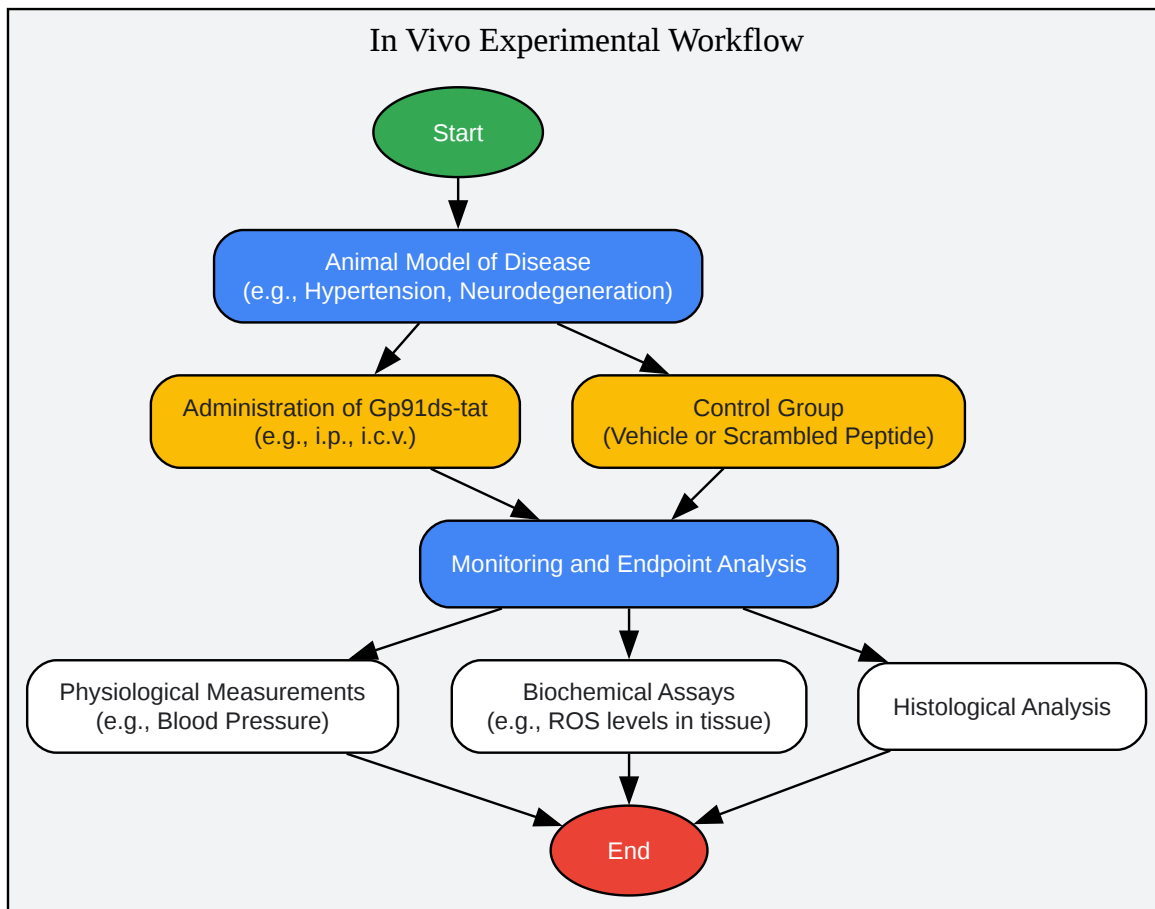 In Vivo Experimental Workflow
Start
Animal Model of Disease
(e.g., Hypertension, Neurodegeneration)
Administration of Gp91ds-tat
(e.g., i.p., i.c.v.)
Control Group
(Vehicle or Scrambled Peptide)
Monitoring and Endpoint Analysis
Physiological Measurements
(e.g., Blood Pressure)
Biochemical Assays
(e.g., ROS levels in tissue)
Histological Analysis
End